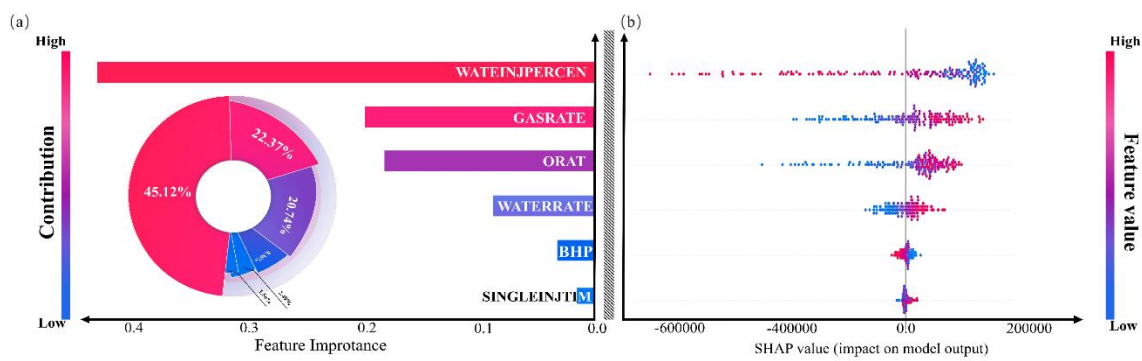 (a)
High
Contribution
Low
WATEINJPERCEN
GASRATE
ORAT
WATERRATE
BHP
SINGLEINJTIM
45.12%
22.37%
20.74%
0.4
0.3
0.2
0.1
0.0
Feature Improtance
(b)
-600000
-400000
0.0
200000
SHAP value (impact on model output)
High
Feature value
Low